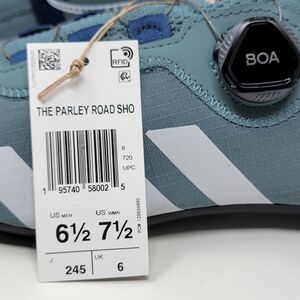 BOA
RFID
THE PARLEY ROAD SHO
6
720
UPC
1 95740 58002 5
US MEN US WMN
6½ 7½
J UK
245 6